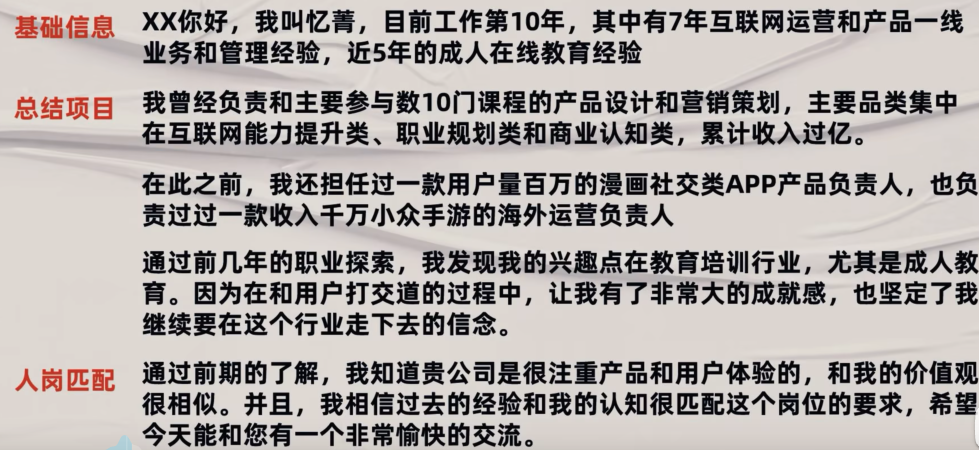 基础信息
XX你好，我叫忆菁，目前工作第10年，其中有7年互联网运营和产品一线
业务和管理经验，近5年的成人在线教育经验
总结项目
我曾经负责和主要参与数10门课程的产品设计和营销策划，主要品类集中
在互联网能力提升类、职业规划类和商业认知类，累计收入过亿。
在此之前，我还担任过一款用户量百万的漫画社交类APP产品负责人，也负
责过过一款收入千万小众手游的海外运营负责人
通过前几年的职业探索，我发现我的兴趣点在教育培训行业，尤其是成人教
育。因为在和用户打交道的过程中，让我有了非常大的成就感，也坚定了我
继续要在这个行业走下去的信念。
人岗匹配
通过前期的了解，我知道贵公司是很注重产品和用户体验的，和我的价值观
很相似。并且，我相信过去的经验和我的认知很匹配这个岗位的要求，希望
今天能和您有一个非常愉快的交流。